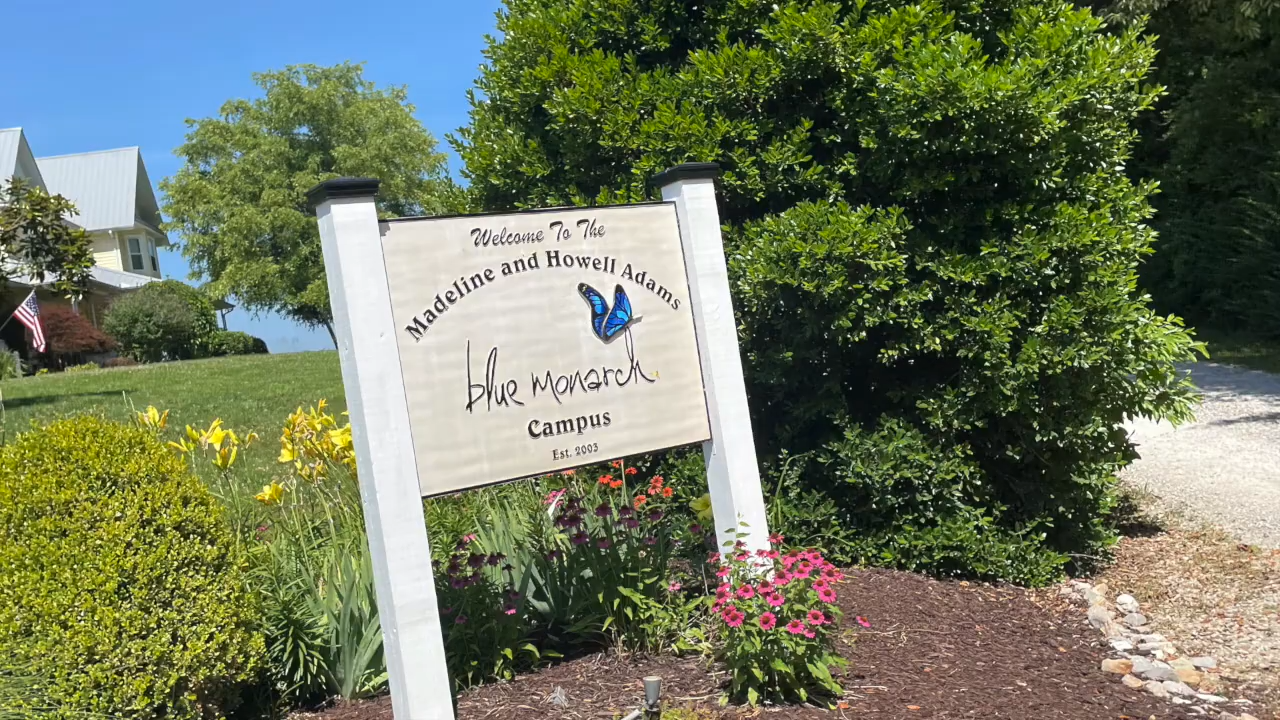 Welcome To The
Madeline and Howell Adams
blue monarch
Campus
Est. 2003